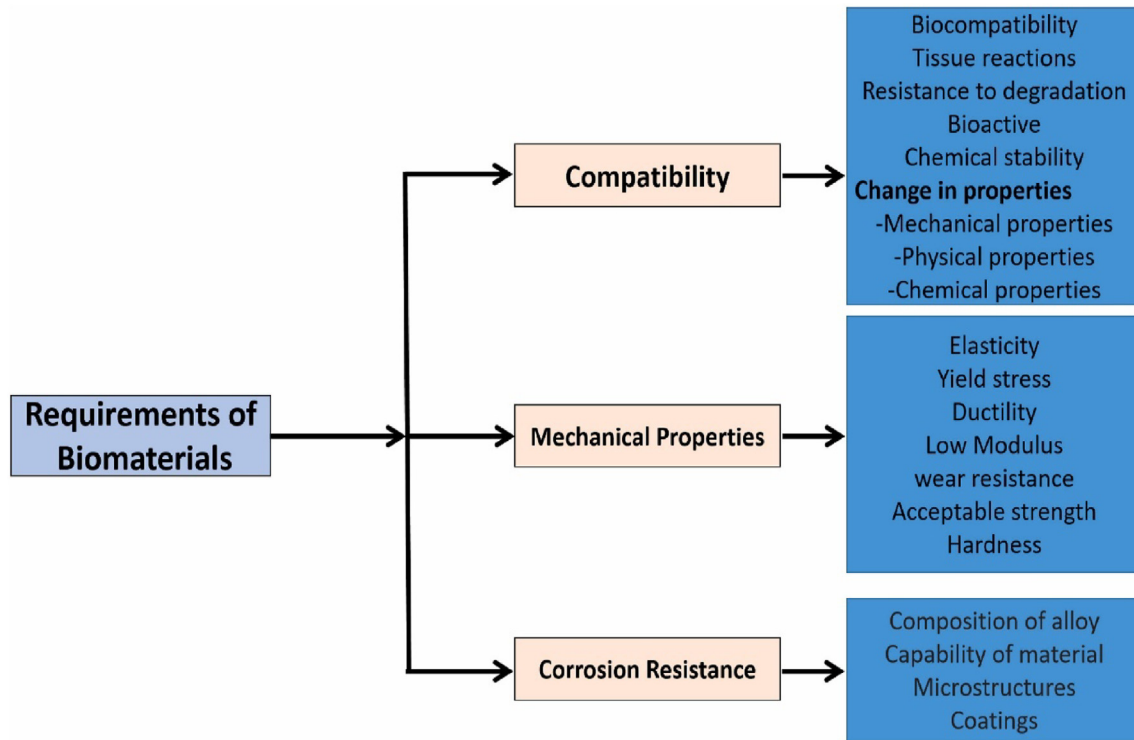 Requirements of
Biomaterials
Compatibility
Biocompatibility
Tissue reactions
Resistance to degradation
Bioactive
Chemical stability
Change in properties
-Mechanical properties
-Physical properties
-Chemical properties
Mechanical Properties
Elasticity
Yield stress
Ductility
Low Modulus
wear resistance
Acceptable strength
Hardness
Corrosion Resistance
Composition of alloy
Capability of material
Microstructures
Coatings